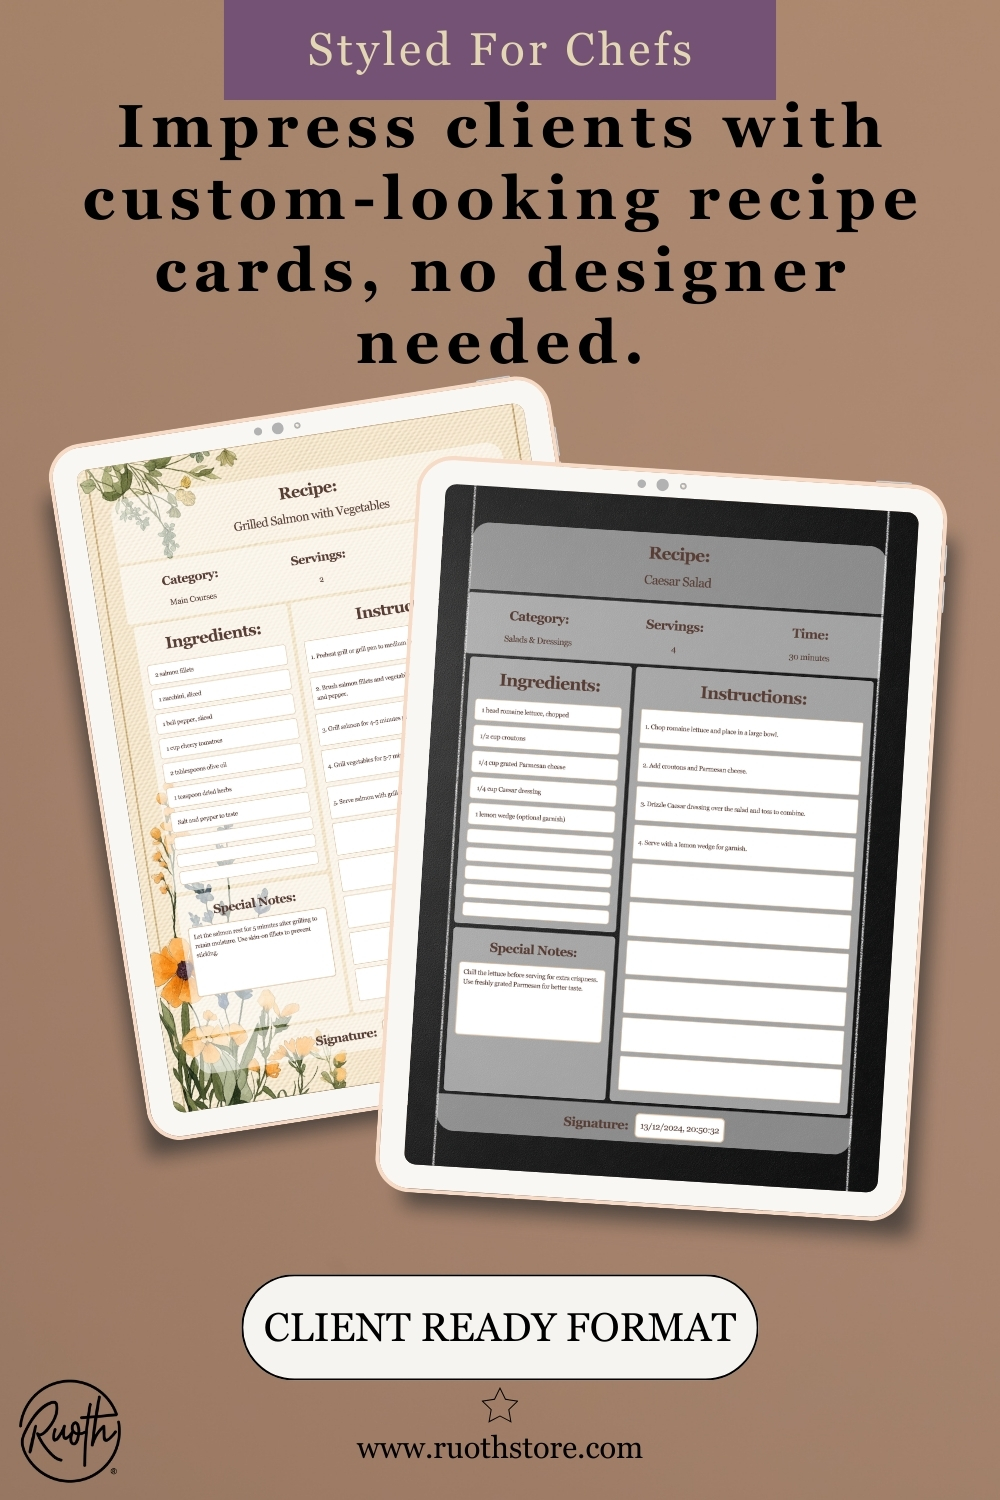 Styled For Chefs
Impress clients with
custom-looking recipe
cards, no designer
needed.
Recipe:
Grilled Salmon with Vegetables
Category:
Main Courses
Servings:
2
Ingredients:
2 salmon fillets
1 zucchini, sliced
1 bell pepper, sliced
1 cup cherry tomatoes
2 tablespoons olive oil
1 teaspoon dried herbs
Salt and pepper to taste
Instruc
1. Preheat grill or grill pan to medium
2. Brush salmon fillets and vegetab
and pepper.
3. Grill salmon for 4-5 minutes
4. Grill vegetables for 5-7 mi
5. Serve salmon with grill
Special Notes:
Let the salmon rest for 5 minutes after grilling to
retain moisture. Use skin-on fillets to prevent
sticking.
Signature:
Recipe:
Caesar Salad
Category:
Salads & Dressings
Servings:
4
Time:
30 minutes
Ingredients:
1 head romaine lettuce, chopped
1/2 cup croutons
1/4 cup grated Parmesan cheese
1/4 cup Caesar dressing
1 lemon wedge (optional garnish)
Instructions:
1. Chop romaine lettuce and place in a large bowl.
2. Add croutons and Parmesan cheese.
3. Drizzle Caesar dressing over the salad and toss to combine.
4. Serve with a lemon wedge for garnish.
Special Notes:
Chill the lettuce before serving for extra crispness.
Use freshly grated Parmesan for better taste.
Signature:
13/12/2024, 20:50:32
CLIENT READY FORMAT
Ruoth
®
www.ruothstore.com